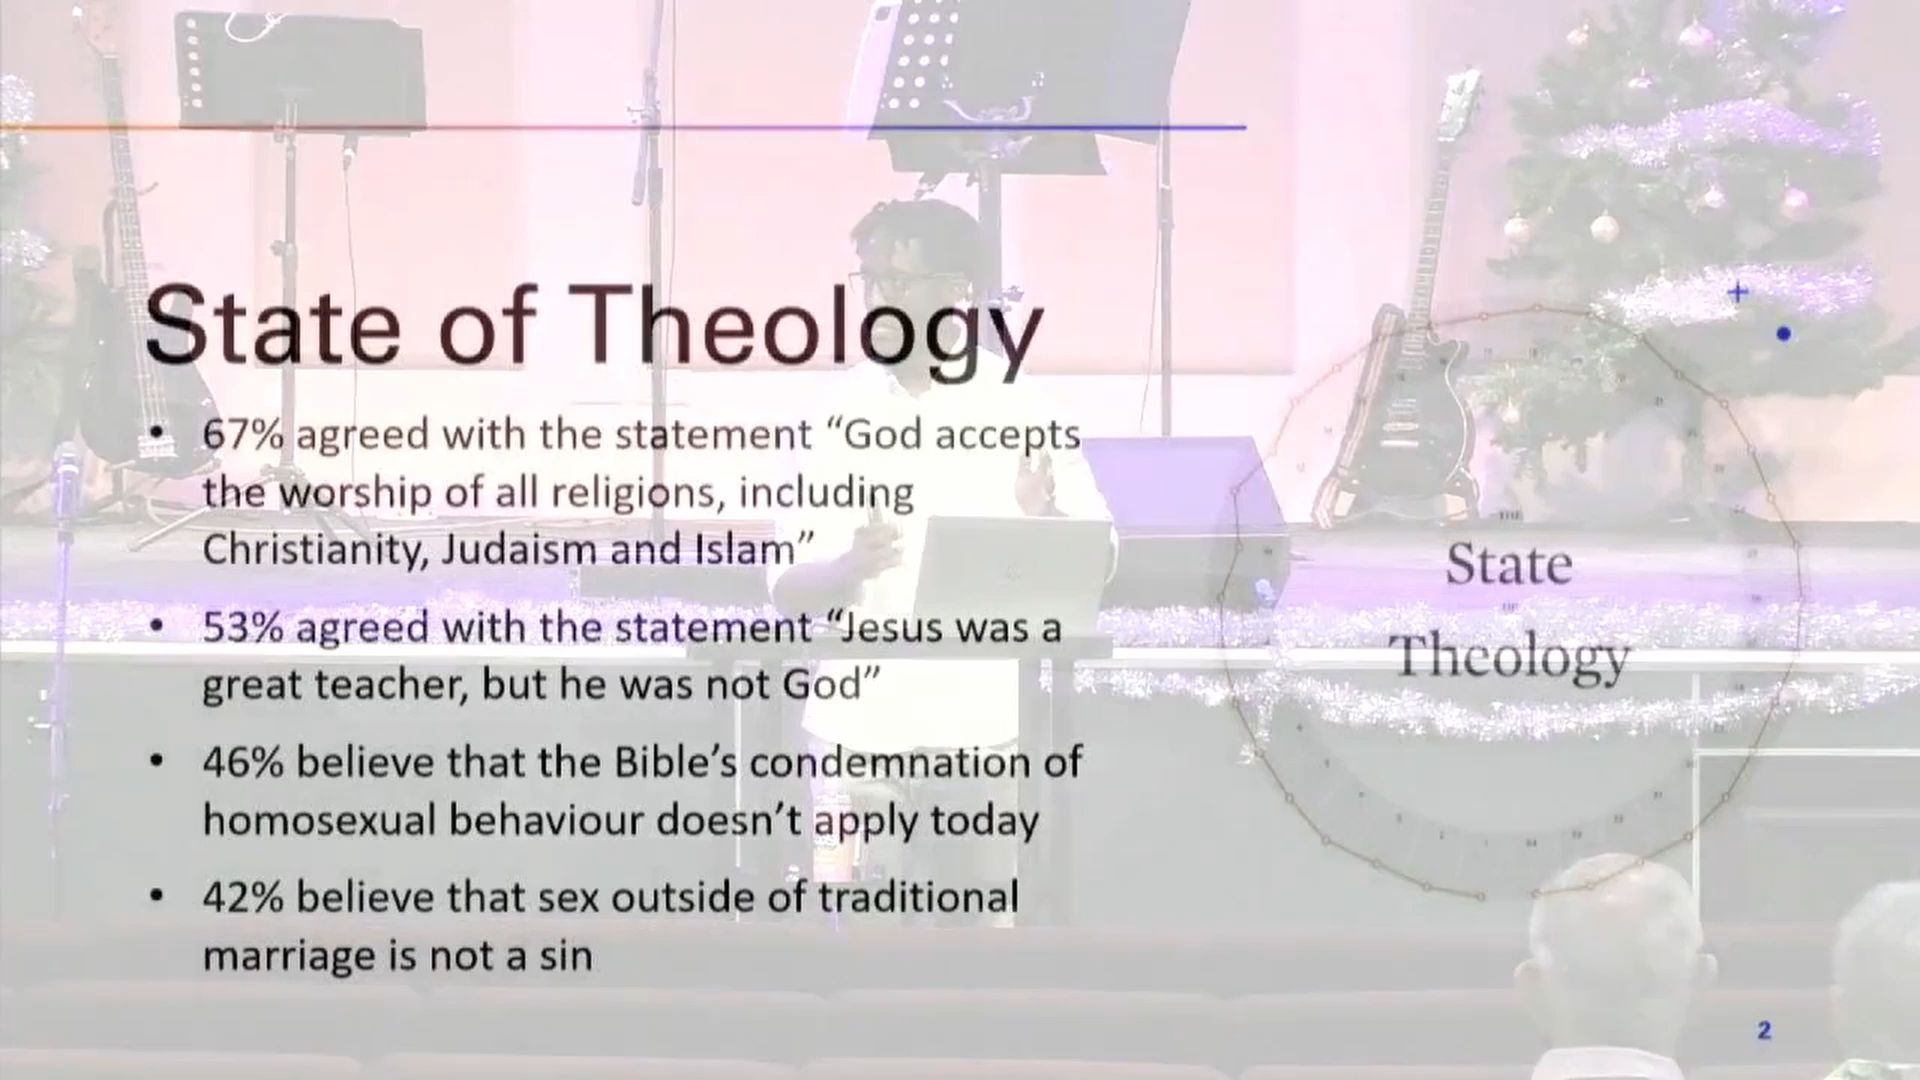 State of Theology
• 67% agreed with the statement “God accepts
the worship of all religions, including
Christianity, Judaism and Islam”
• 53% agreed with the statement “Jesus was a
great teacher, but he was not God”
• 46% believe that the Bible’s condemnation of
homosexual behaviour doesn’t apply today
• 42% believe that sex outside of traditional
marriage is not a sin
THE
State
OF
Theology
2